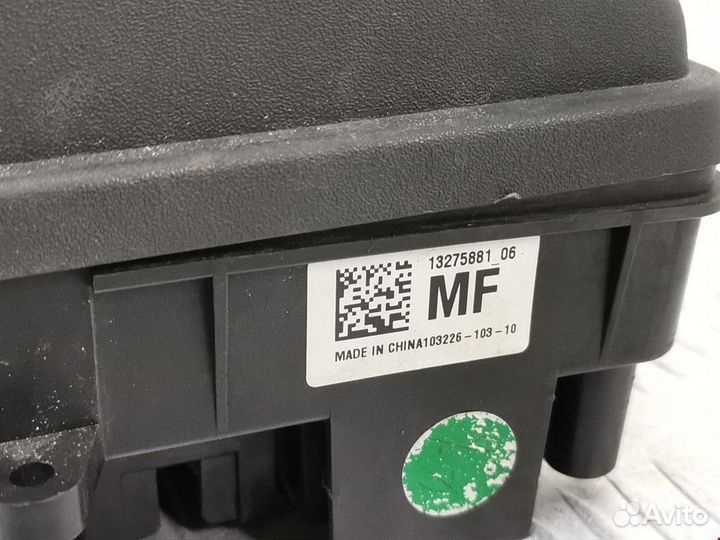 13275881_06
MF
MADE IN CHINA103226-103-10
Avito